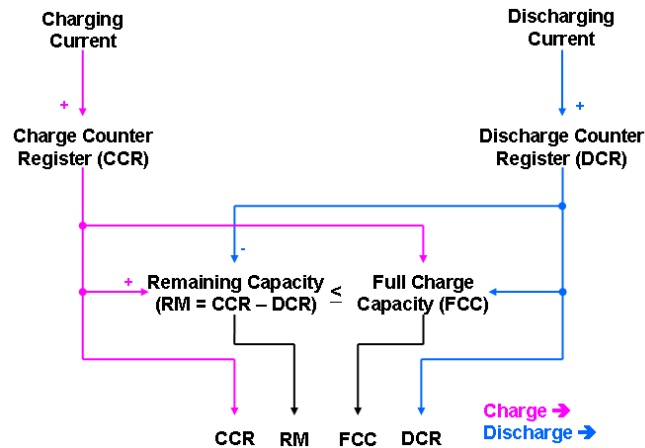 Charging
Current
Discharging
Current
+
+
Charge Counter
Register (CCR)
Discharge Counter
Register (DCR)
-
+
Remaining Capacity
(RM = CCR – DCR)
≤
Full Charge
Capacity (FCC)
CCR
RM
FCC
DCR
Charge ➔
Discharge ➔